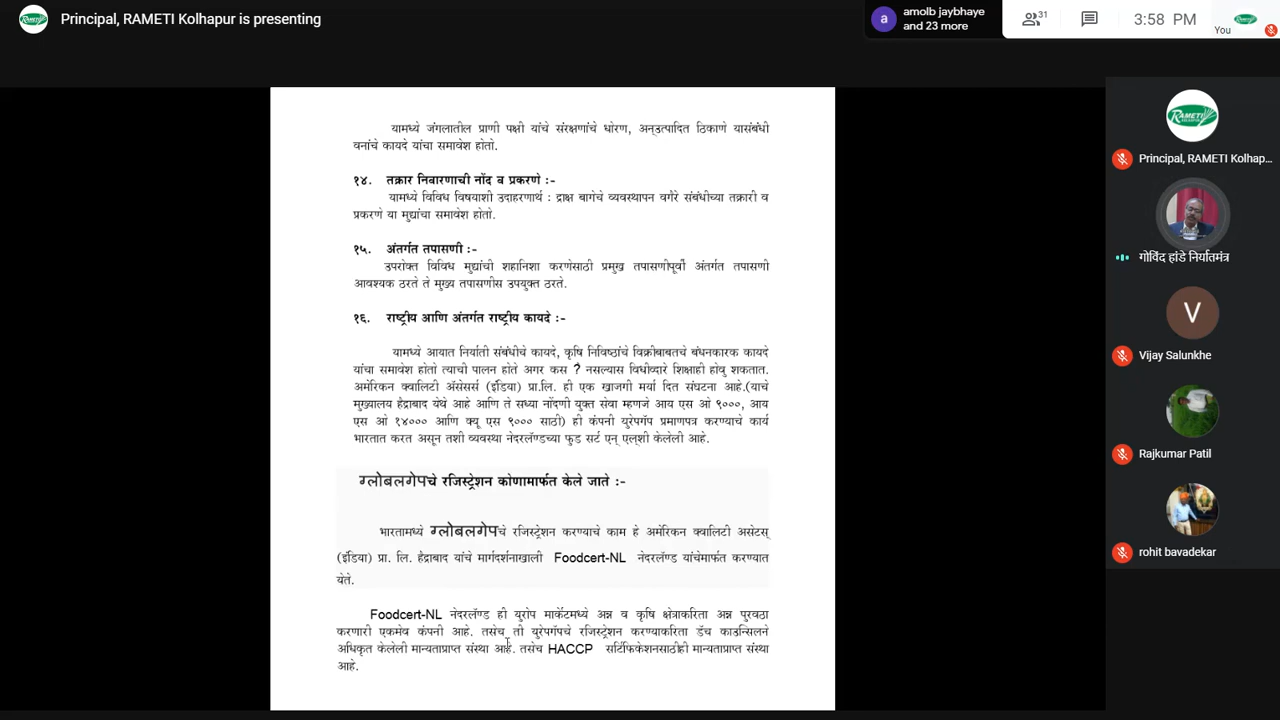 Principal, RAMETI Kolhapur is presenting
amolb jaybhaye
and 23 more
31
3:58 PM
You
यामध्ये जंगलातील प्राणी पक्षी यांचे संरक्षणाचे धोरण, अनउत्पादित ठिकाणे यासंबंधी
वनांचे कायदे यांचा समावेश होतो.
१४. तक्रार निवारणाची नोंद व प्रकरणे :-
यामध्ये विविध विषयाशी उदाहरणार्थ : द्राक्ष बागेचे व्यवस्थापन वगैरे संबंधीच्या तक्रारी व
प्रकरणे या मुद्यांचा समावेश होतो.
१५. अंतर्गत तपासणी :-
उपरोक्त विविध मुद्यांची शहानिशा करणेसाठी प्रमुख तपासणीपूर्वी अंतर्गत तपासणी
आवश्यक ठरते ते मुख्य तपासणीस उपयुक्त ठरते.
१६. राष्ट्रीय आणि अंतर्गत राष्ट्रीय कायदे :-
यामध्ये आयात निर्याती संबंधीचे कायदे, कृषि निविष्ठांचे विक्रीबाबतचे बंधनकारक कायदे
यांचा समावेश होतो त्याची पालन होते अगर कस ? नसल्यास विधीव्दारे शिक्षाही होवु शकतात.
अमेरिकन क्वालिटी ॲसेसर्स (इंडिया) प्रा.लि. ही एक खाजगी मर्या दित संघटना आहे.(याचे
मुख्यालय हैद्राबाद येथे आहे आणि ते सध्या नोंदणी युक्त सेवा म्हणजे आय एस ओ ९०००, आय
एस ओ १४००० आणि क्यू एस ९००० साठी) ही कंपनी युरेपगॅप प्रमाणपत्र करण्याचे कार्य
भारतात करत असून तशी व्यवस्था नेदरलॅण्डच्या फुड सर्ट एन् एल्‌शी केलेली आहे.
ग्लोबलगेपचे रजिस्ट्रेशन कोणामार्फत केले जाते :-
भारतामध्ये ग्लोबलगेपचे रजिस्ट्रेशन करण्याचे काम हे अमेरिकन क्वालिटी असेटस्
(इंडिया) प्रा. लि. हैद्राबाद यांचे मार्गदर्शनाखाली Foodcert-NL नेदरलॅण्ड यांचेमार्फत करण्यात
येते.
Foodcert-NL नेदरलॅण्ड ही युरोप मार्केटमध्ये अन्न व कृषि क्षेत्राकरिता अन्न पुरवठा
करणारी एकमेव कंपनी आहे. तसेच ती युरेपगॅपचे रजिस्ट्रेशन करण्याकरिता डॅच काउन्सिलने
अधिकृत केलेली मान्यताप्राप्त संस्था आहे. तसेच HACCP सर्टिफिकेशनसाठीही मान्यताप्राप्त संस्था
आहे.
Principal, RAMETI Kolhap...
गोविंद हांडे निर्यातमंत्र
V
Vijay Salunkhe
Rajkumar Patil
rohit bavadekar